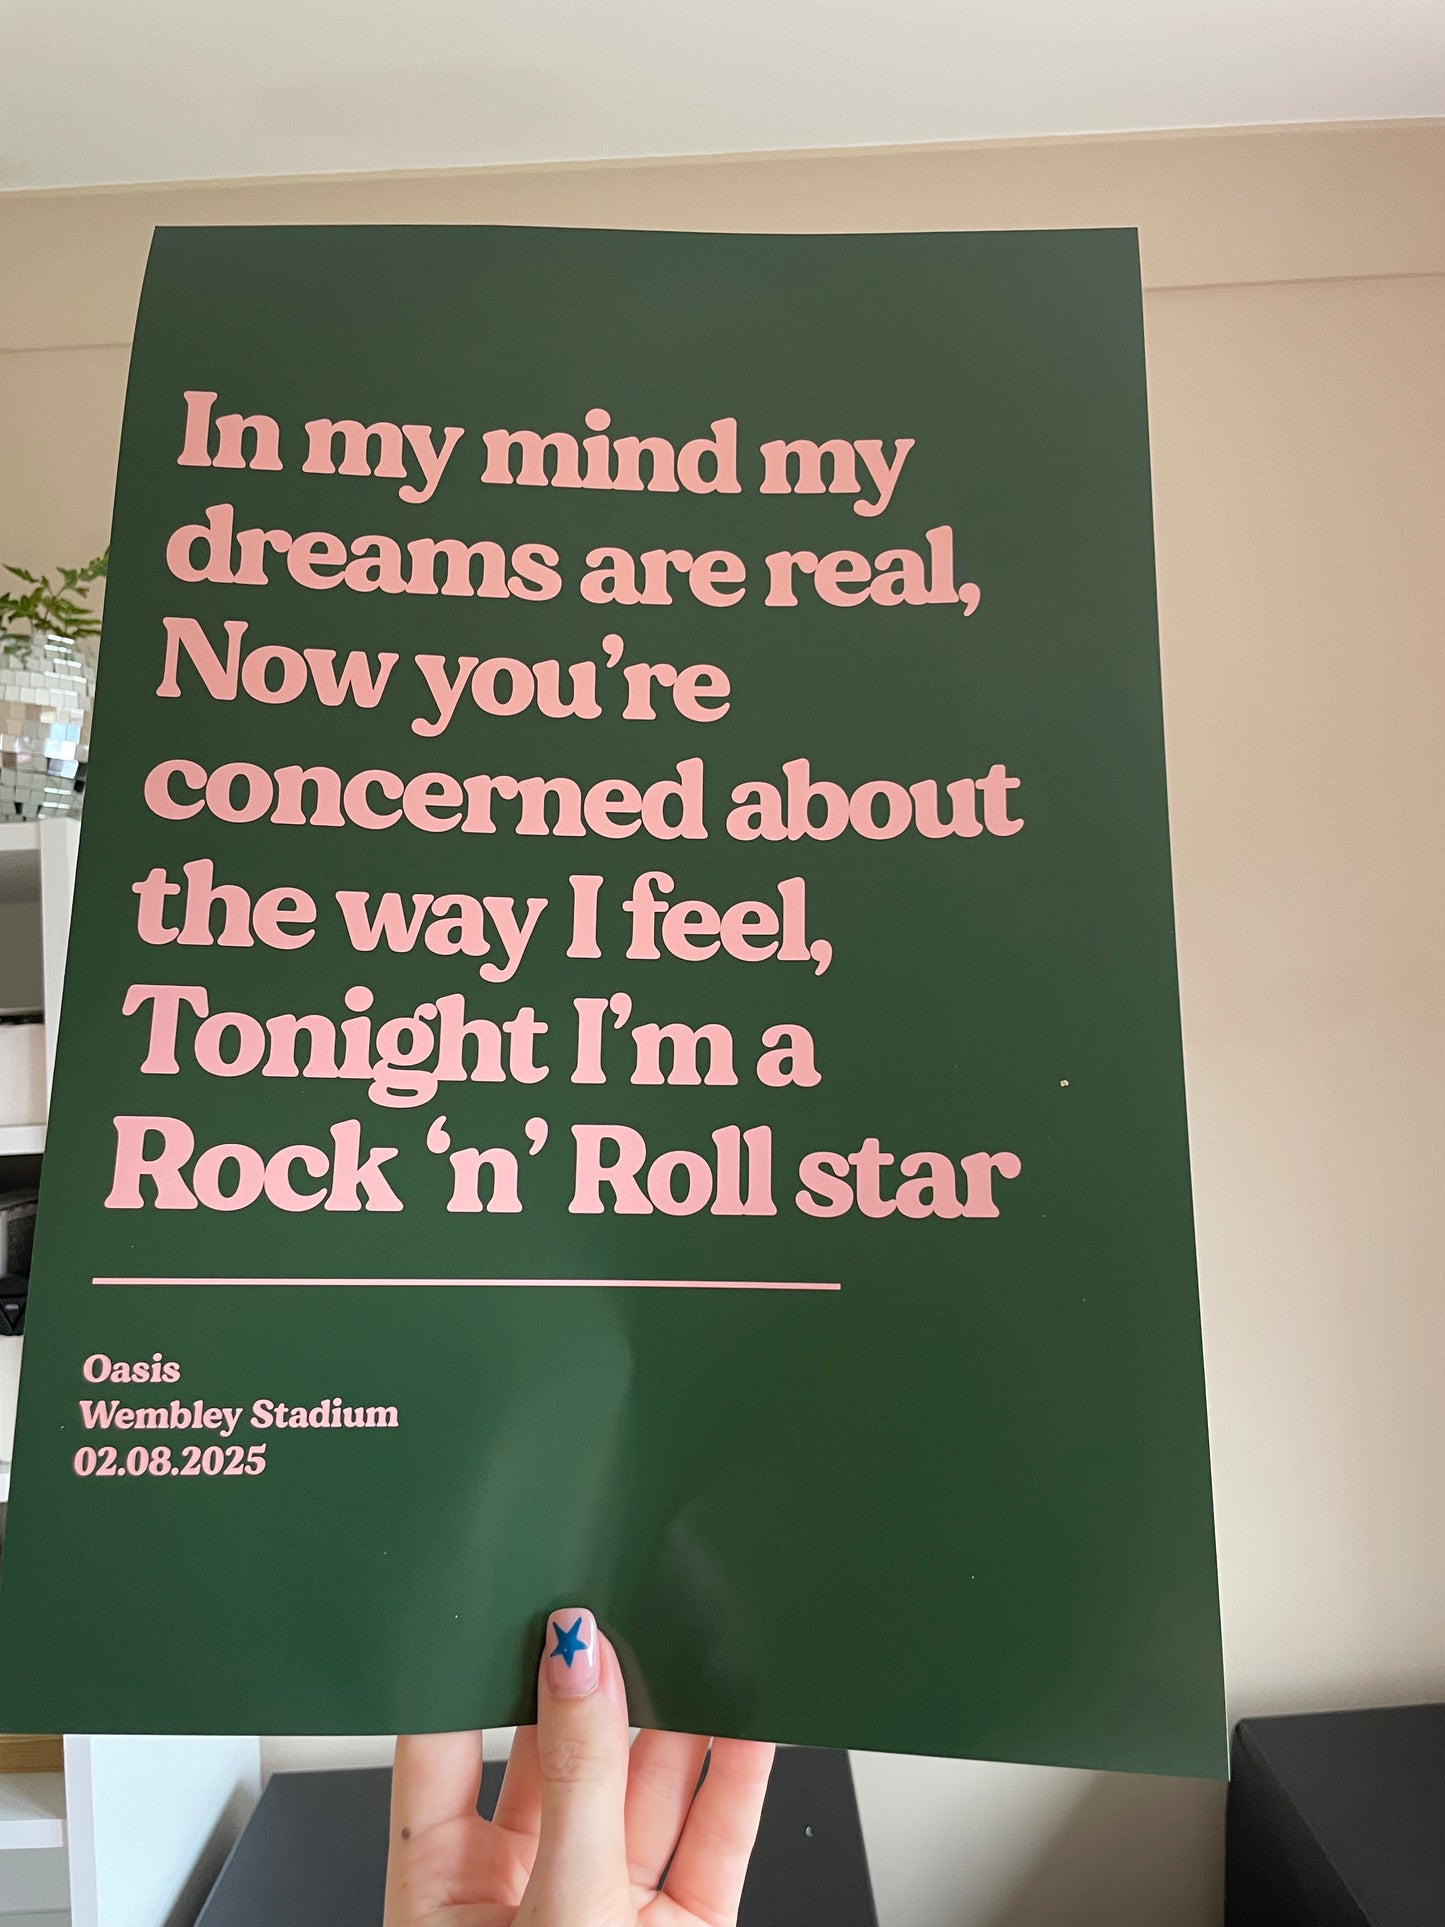 In my mind my
dreams are real,
Now you’re
concerned about
the way I feel,
Tonight I’m a
Rock ‘n’ Roll star
Oasis
Wembley Stadium
02.08.2025